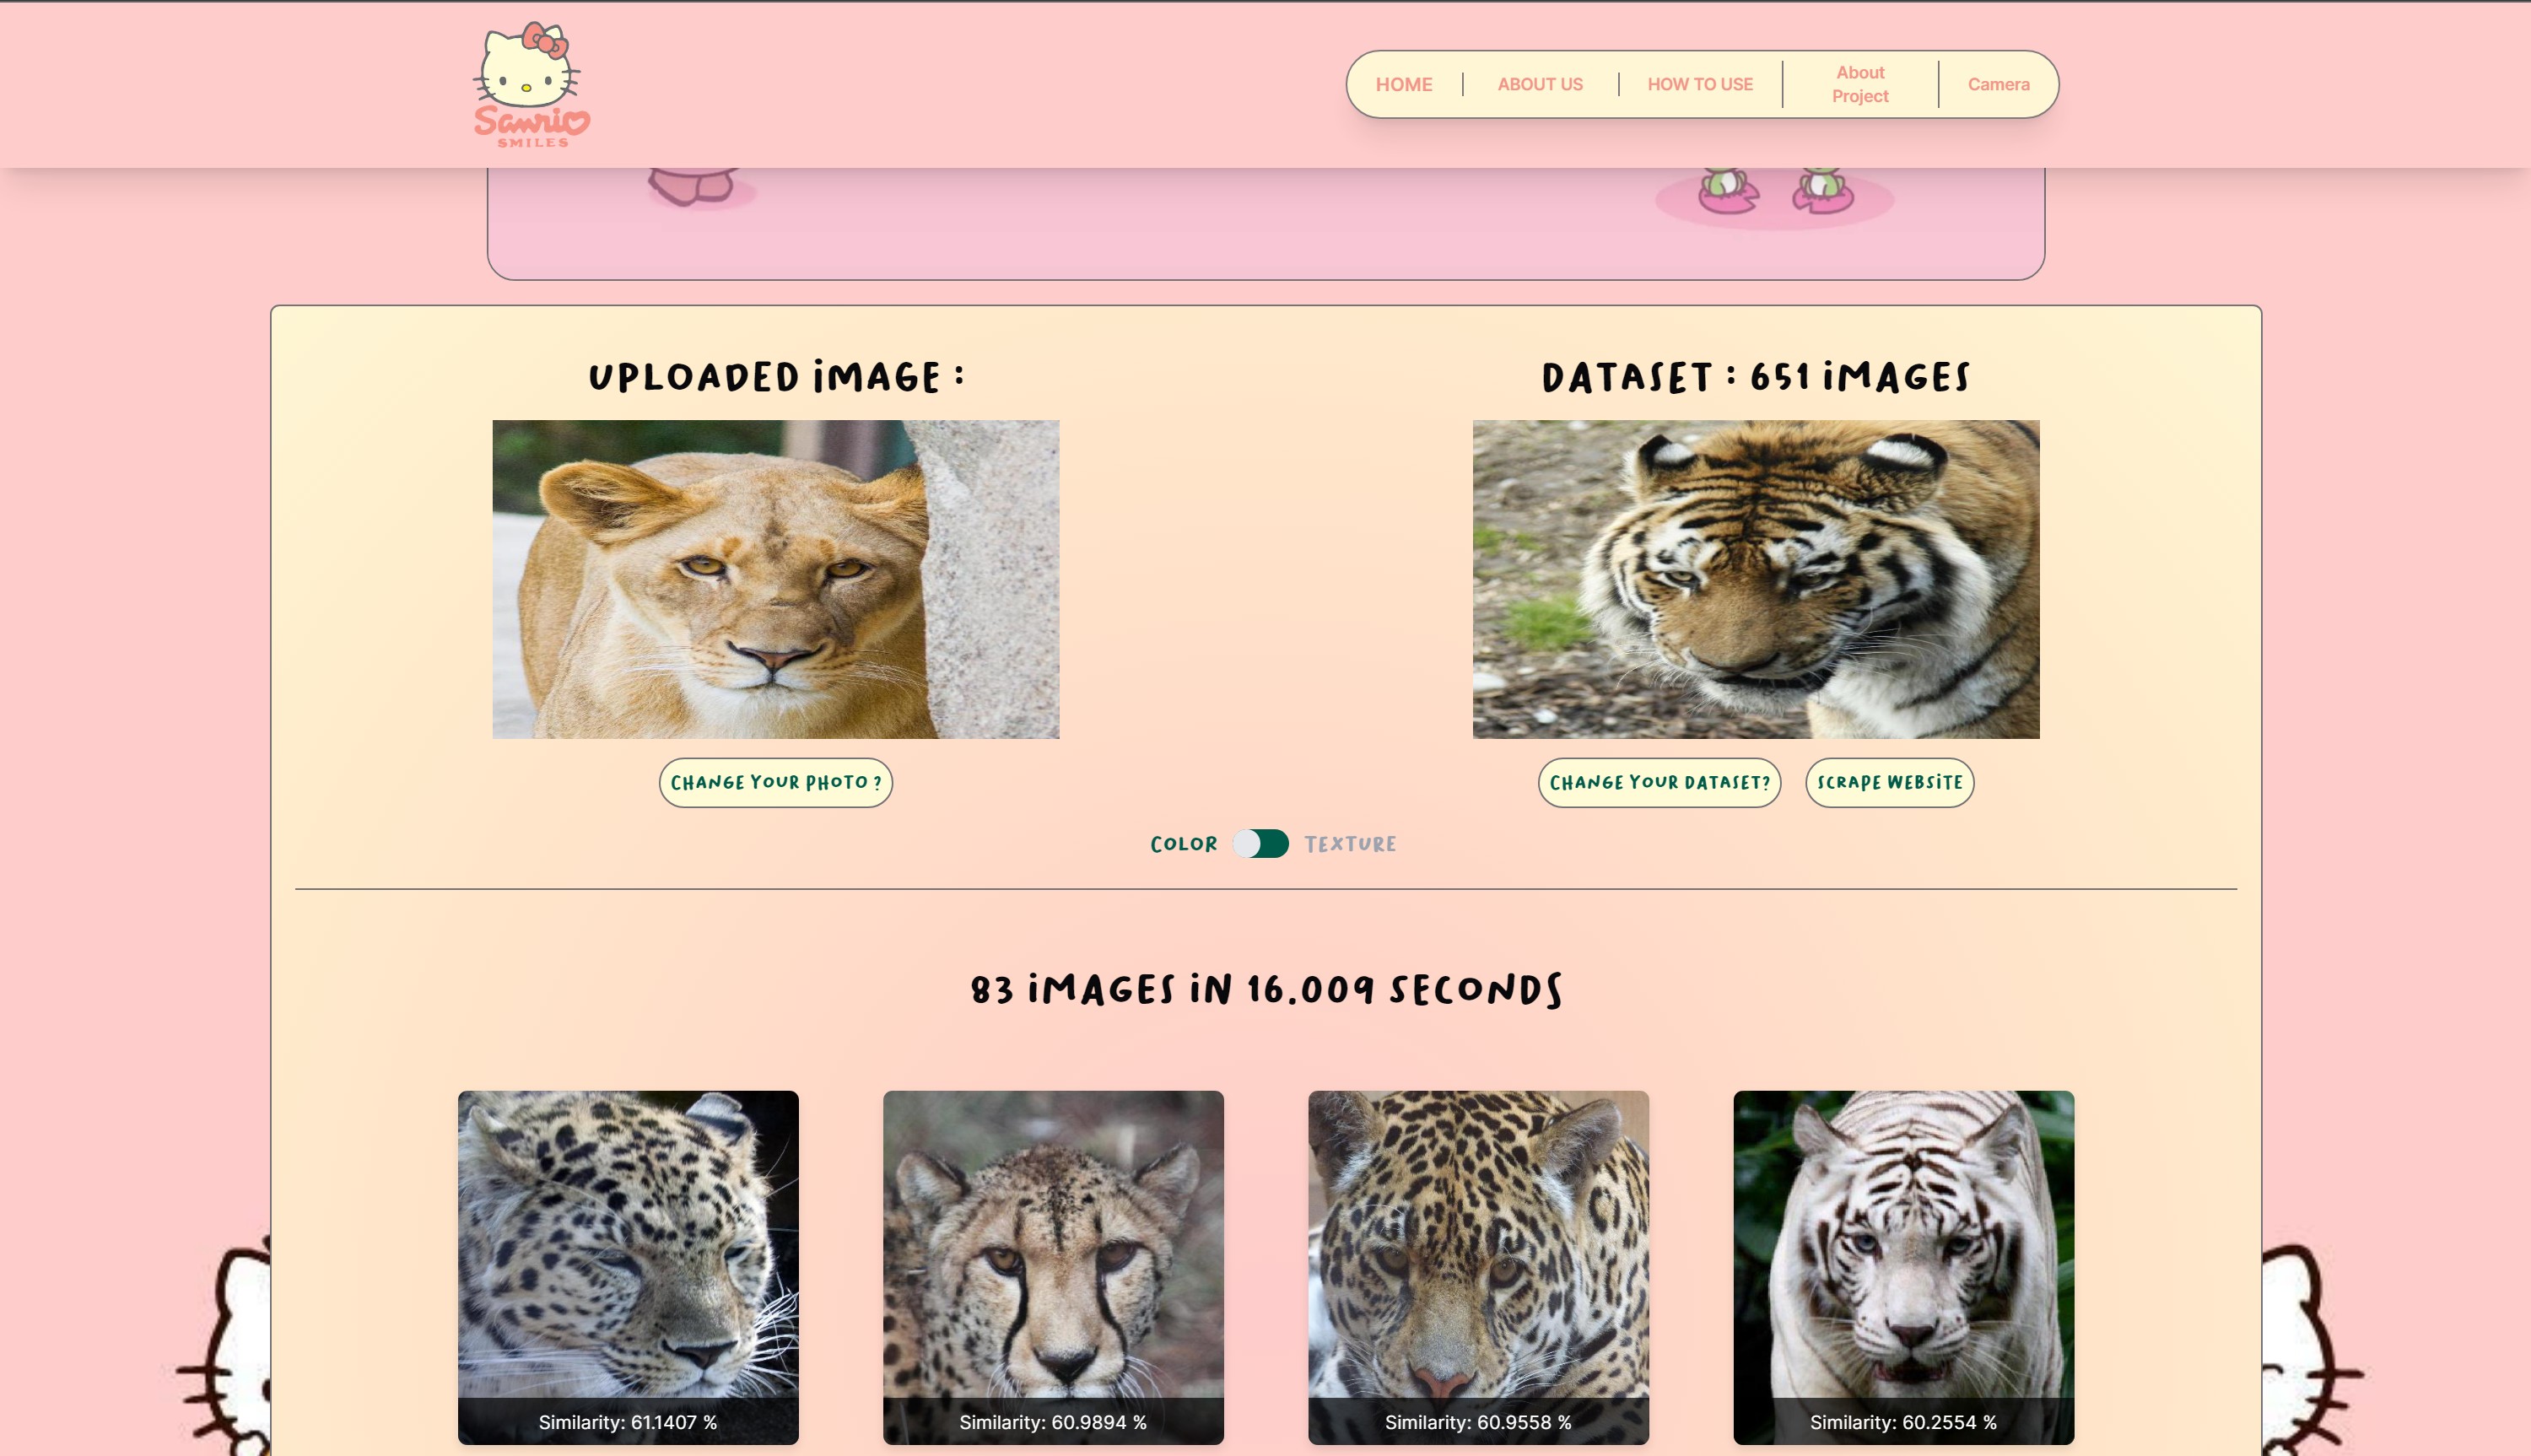 Sanrio
SMILES
HOME
ABOUT US
HOW TO USE
About
Project
Camera
UPLOADED IMAGE :
DATASET : 651 IMAGES
CHANGE YOUR PHOTO ?
CHANGE YOUR DATASET?
SCRAPE WEBSITE
COLOR
TEXTURE
83 IMAGES IN 16.009 SECONDS
Similarity: 61.1407 %
Similarity: 60.9894 %
Similarity: 60.9558 %
Similarity: 60.2554 %